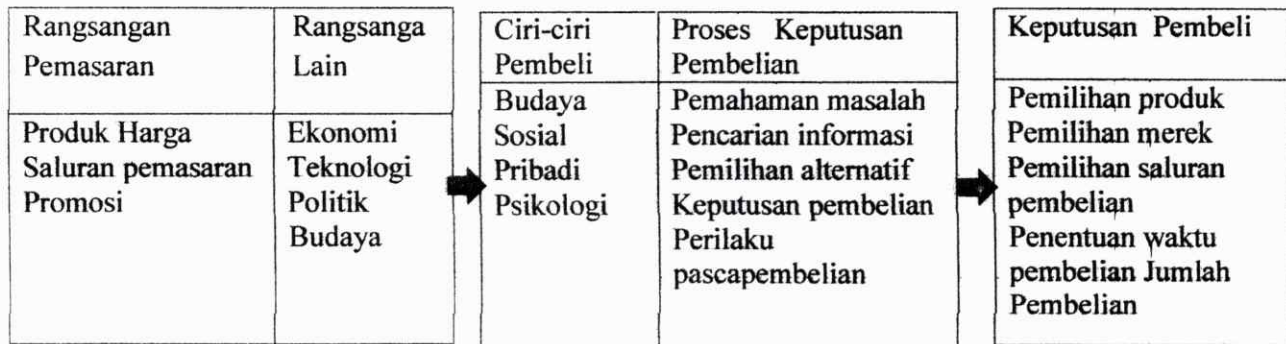 Rangsangan
Pemasaran
Rangsanga
Lain
Produk Harga
Saluran pemasaran
Promosi
Ekonomi
Teknologi
Politik
Budaya
Ciri-ciri
Pembeli
Proses Keputusan
Pembelian
Budaya
Sosial
Pribadi
Psikologi
Pemahaman masalah
Pencarian informasi
Pemilihan alternatif
Keputusan pembelian
Perilaku
pascapembelian
Keputusan Pembeli
Pemilihan produk
Pemilihan merek
Pemilihan saluran
pembelian
Penentuan waktu
pembelian Jumlah
Pembelian